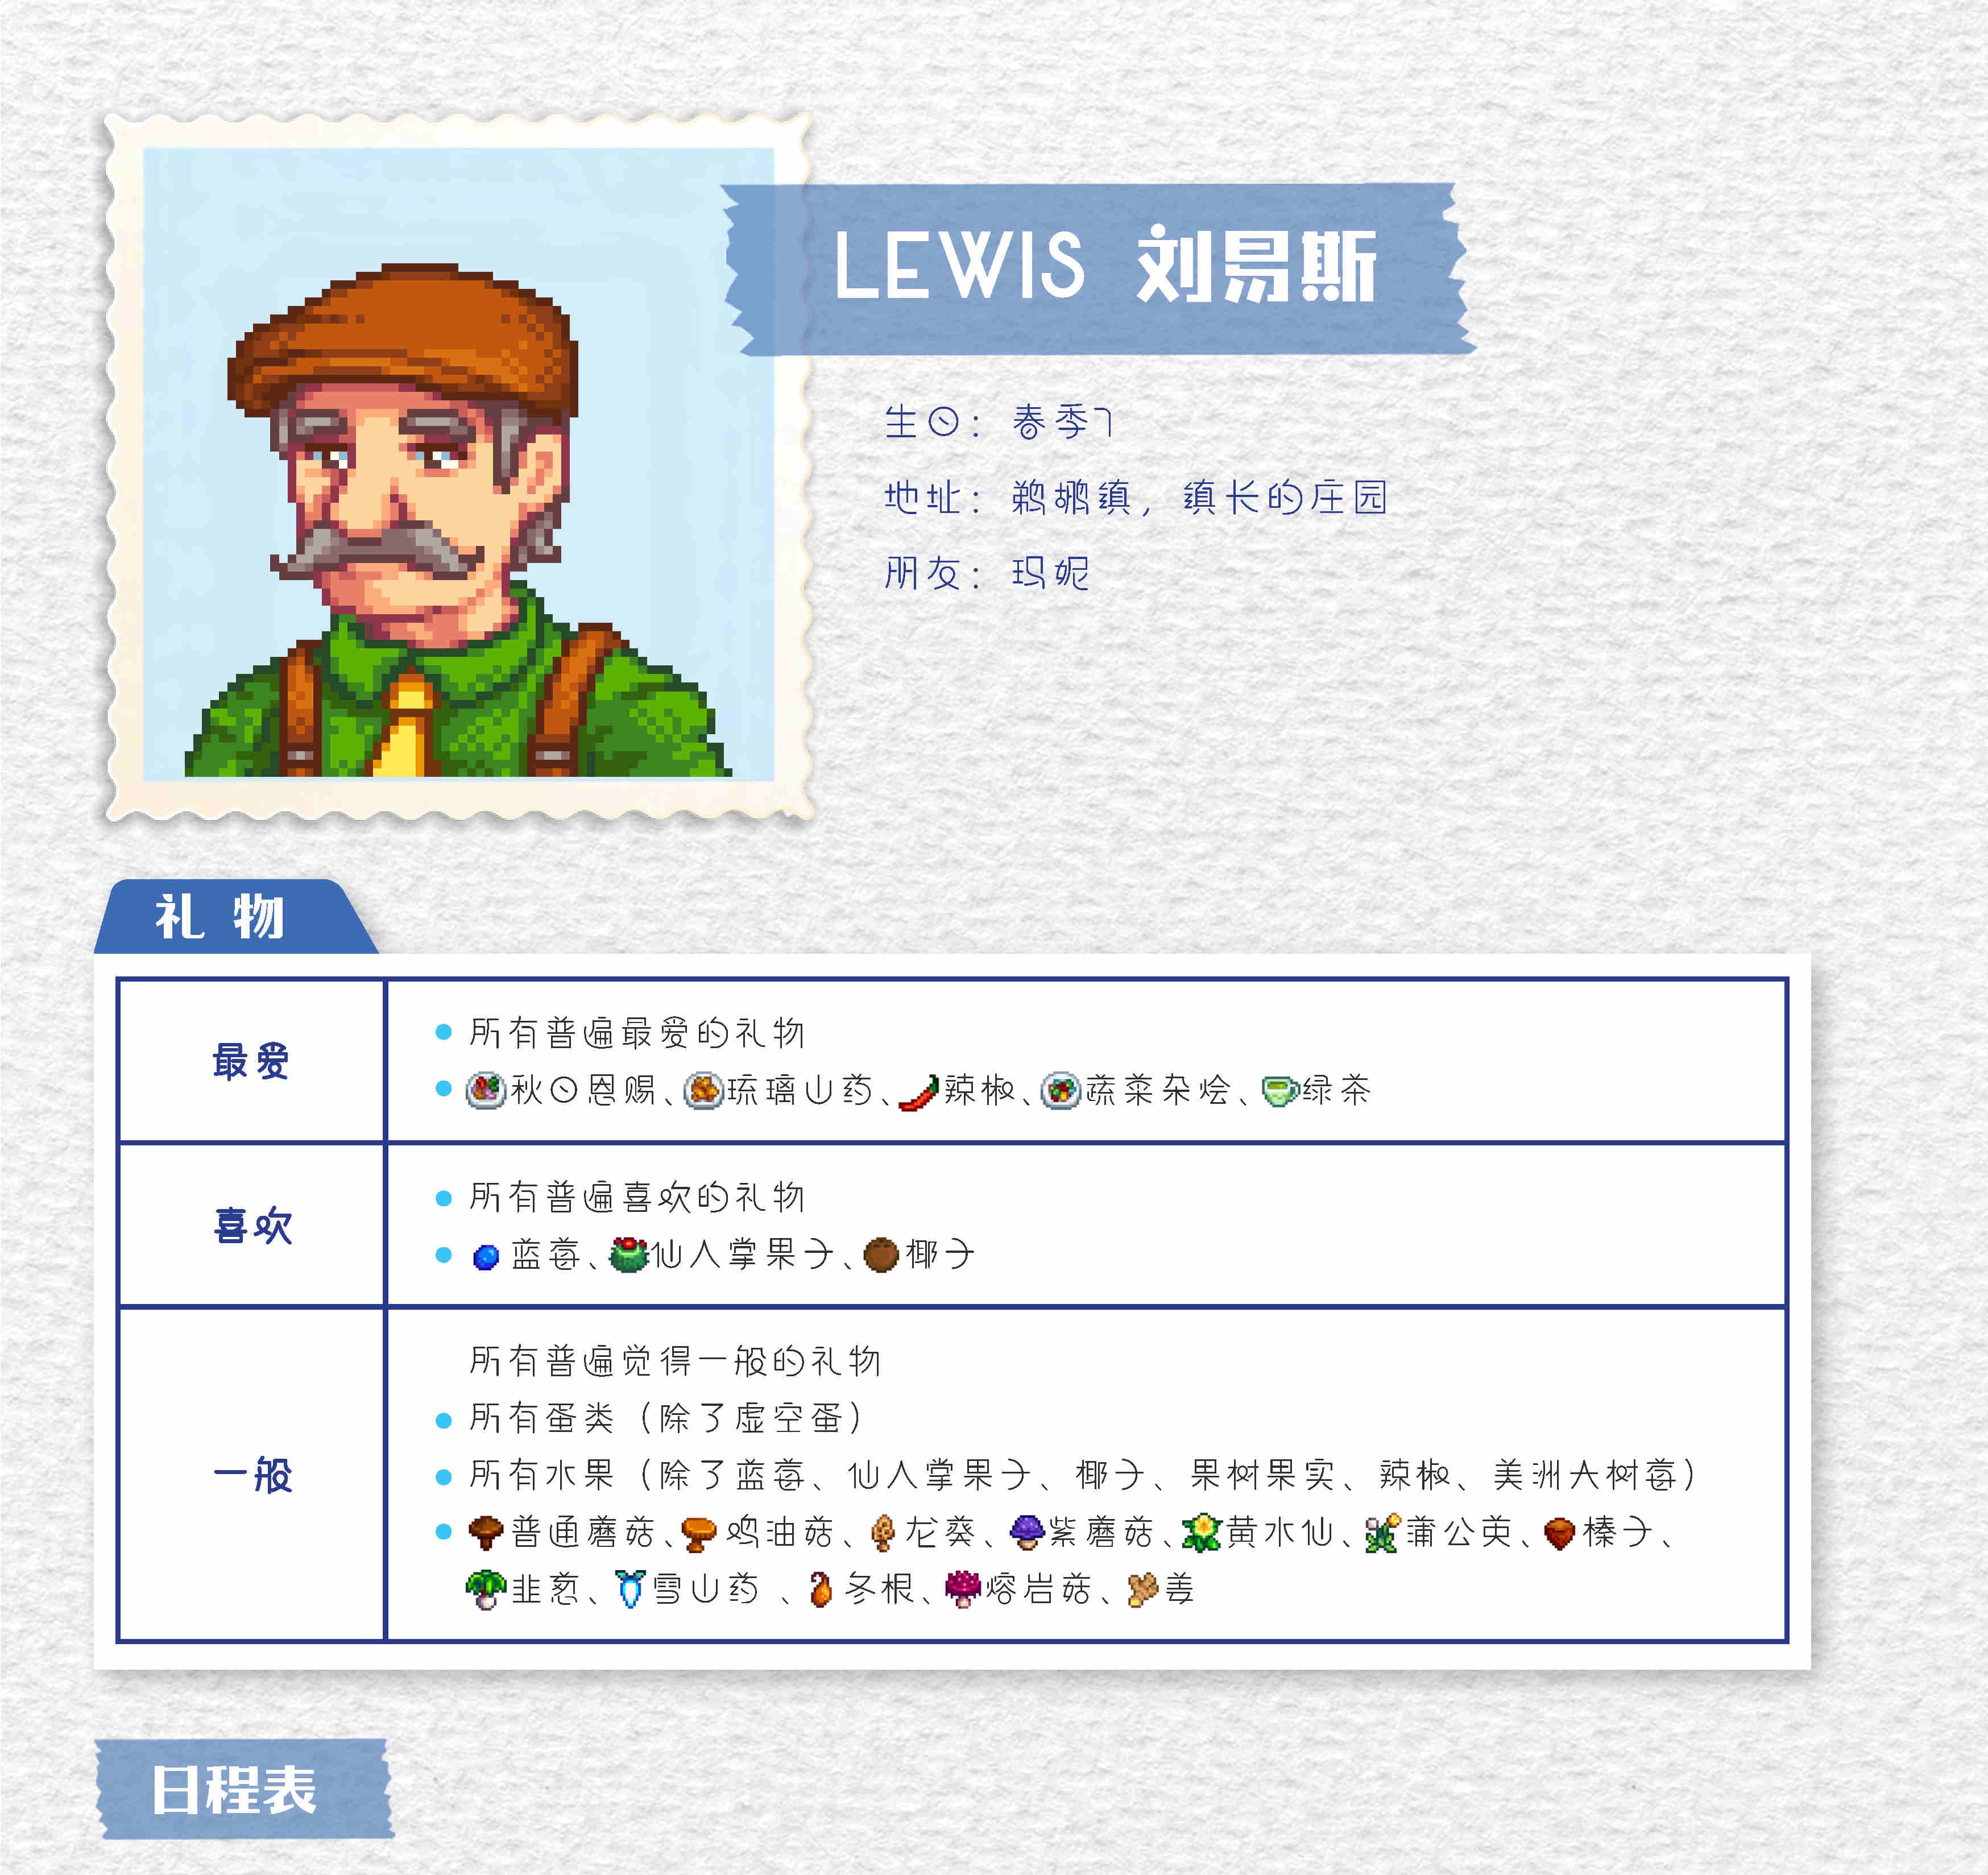 LEWIS 刘易斯
生日：春季7
地址：鹈鹕镇，镇长的庄园
朋友：玛妮
礼物
最爱
所有普遍最爱的礼物
秋日恩赐、琉璃山药、辣椒、蔬菜杂烩、绿茶
喜欢
所有普遍喜欢的礼物
蓝莓、仙人掌果子、椰子
一般
所有普遍觉得一般的礼物
所有蛋类（除了虚空蛋）
所有水果（除了蓝莓、仙人掌果子、椰子、果树果实、辣椒、美洲大树莓）
普通蘑菇、鸡油菇、龙葵、紫蘑菇、黄水仙、蒲公英、榛子、
韭葱、雪山药、冬根、熔岩菇、姜
日程表